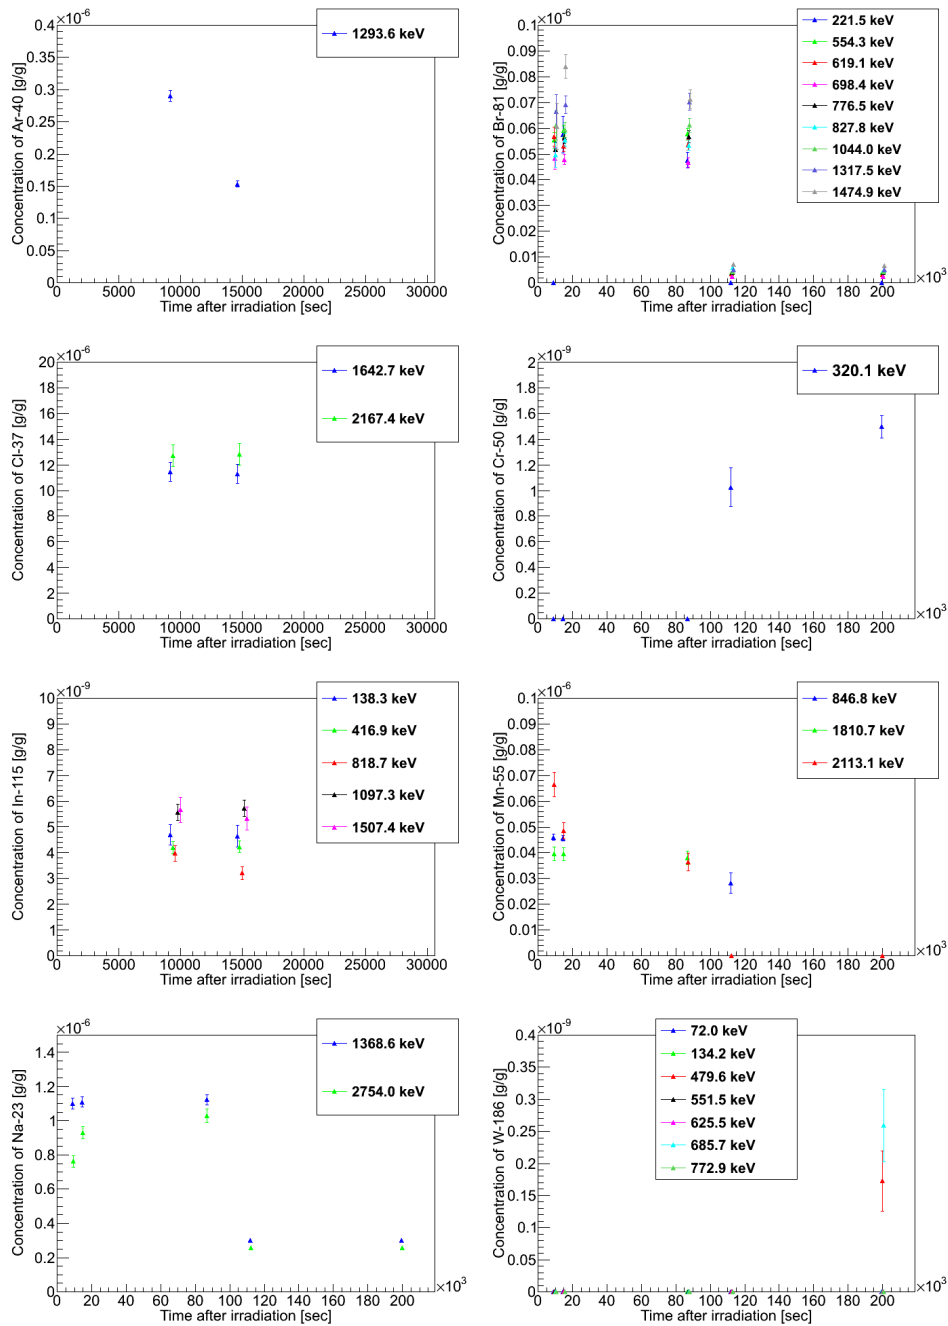 ×10⁻⁶
Concentration of Ar-40 [g/g]
0.4
0.35
0.3
0.25
0.2
0.15
0.1
0.05
0
0 5000 10000 15000 20000 25000 30000
Time after irradiation [sec]
1293.6 keV
×10⁻⁶
Concentration of Br-81 [g/g]
0.1
0.09
0.08
0.07
0.06
0.05
0.04
0.03
0.02
0.01
0
0 20 40 60 80 100 120 140 160 180 200
×10³
Time after irradiation [sec]
221.5 keV
554.3 keV
619.1 keV
698.4 keV
776.5 keV
827.8 keV
1044.0 keV
1317.5 keV
1474.9 keV
×10⁻⁶
Concentration of Cl-37 [g/g]
20
18
16
14
12
10
8
6
4
2
0
0 5000 10000 15000 20000 25000 30000
Time after irradiation [sec]
1642.7 keV
2167.4 keV
×10⁻⁹
Concentration of Cr-50 [g/g]
2
1.8
1.6
1.4
1.2
1
0.8
0.6
0.4
0.2
0
0 20 40 60 80 100 120 140 160 180 200
×10³
Time after irradiation [sec]
320.1 keV
×10⁻⁹
Concentration of In-115 [g/g]
10
9
8
7
6
5
4
3
2
1
0
0 5000 10000 15000 20000 25000 30000
Time after irradiation [sec]
138.3 keV
416.9 keV
818.7 keV
1097.3 keV
1507.4 keV
×10⁻⁶
Concentration of Mn-55 [g/g]
0.1
0.09
0.08
0.07
0.06
0.05
0.04
0.03
0.02
0.01
0
0 20 40 60 80 100 120 140 160 180 200
×10³
Time after irradiation [sec]
846.8 keV
1810.7 keV
2113.1 keV
×10⁻⁶
Concentration of Na-23 [g/g]
1.4
1.2
1
0.8
0.6
0.4
0.2
0
0 20 40 60 80 100 120 140 160 180 200
×10³
Time after irradiation [sec]
1368.6 keV
2754.0 keV
×10⁻⁹
Concentration of W-186 [g/g]
0.4
0.35
0.3
0.25
0.2
0.15
0.1
0.05
0
0 20 40 60 80 100 120 140 160 180 200
×10³
Time after irradiation [sec]
72.0 keV
134.2 keV
479.6 keV
551.5 keV
625.5 keV
685.7 keV
772.9 keV